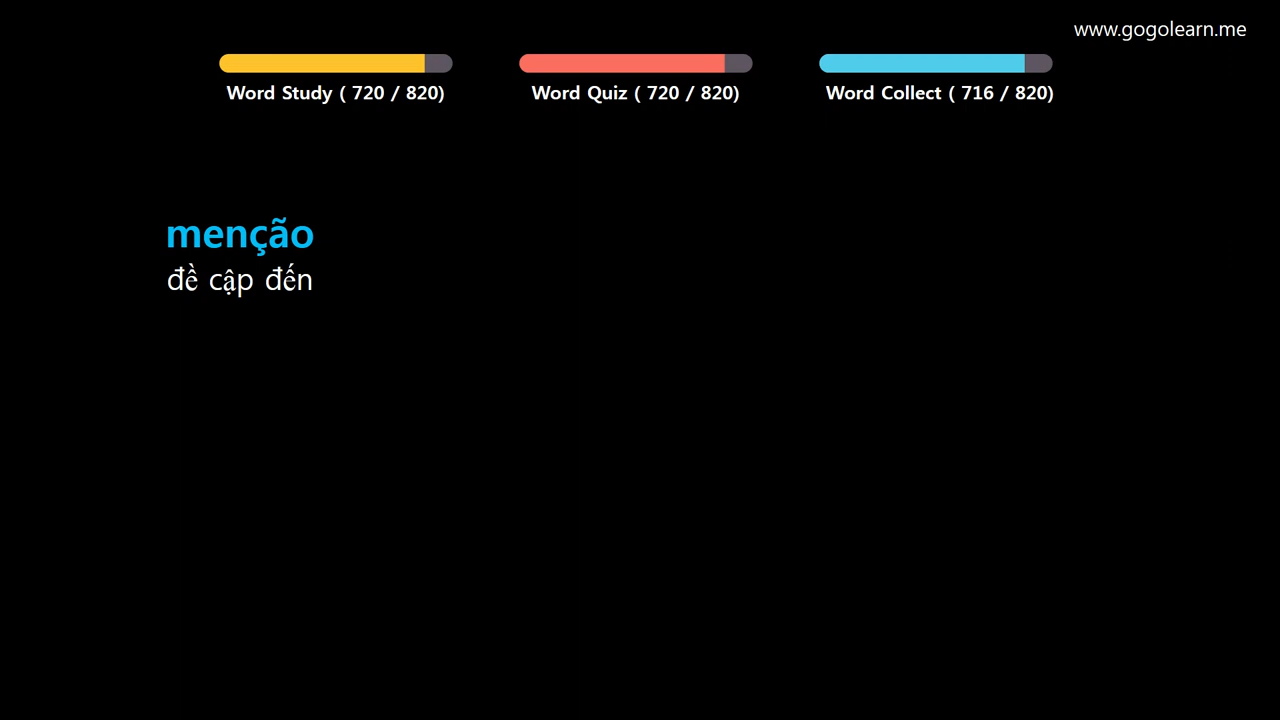 www.gogolearn.me
Word Study ( 720 / 820)
Word Quiz ( 720 / 820)
Word Collect ( 716 / 820)
menção
đề cập đến